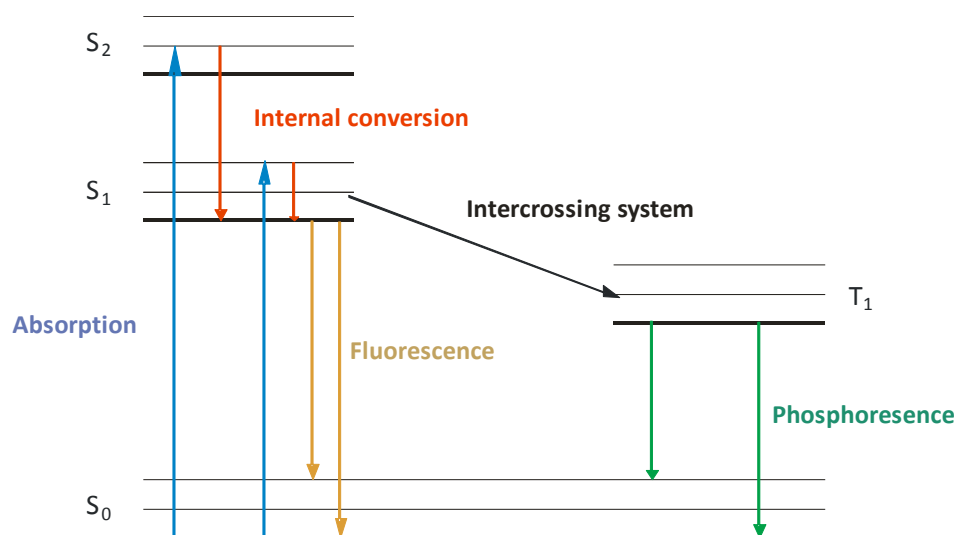 S₂
Internal conversion
S₁
Intercrossing system
T₁
Absorption
Fluorescence
Phosphoresence
S₀